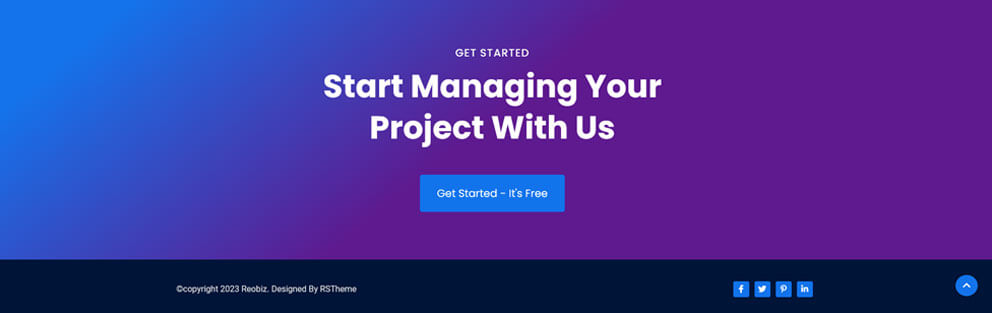 GET STARTED
Start Managing Your
Project With Us
Get Started - It's Free
©copyright 2023 Reobiz. Designed By RSTheme